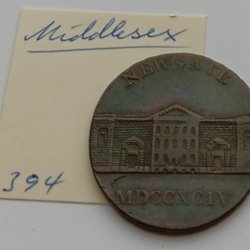 Middlesex
NEWGATE
MDCCXCIV
394